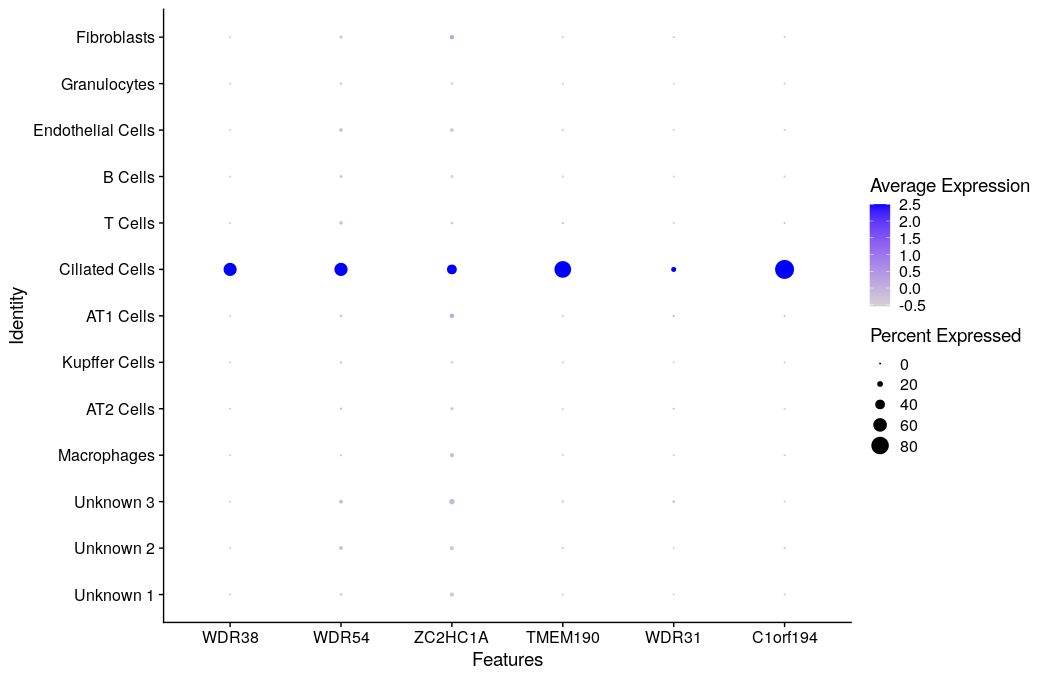 Fibroblasts
Granulocytes
Endothelial Cells
B Cells
T Cells
Ciliated Cells
AT1 Cells
Kupffer Cells
AT2 Cells
Macrophages
Unknown 3
Unknown 2
Unknown 1
Identity
WDR38 WDR54 ZC2HC1A TMEM190 WDR31 C1orf194
Features
Average Expression
2.5
2.0
1.5
1.0
0.5
0.0
-0.5
Percent Expressed
0
20
40
60
80